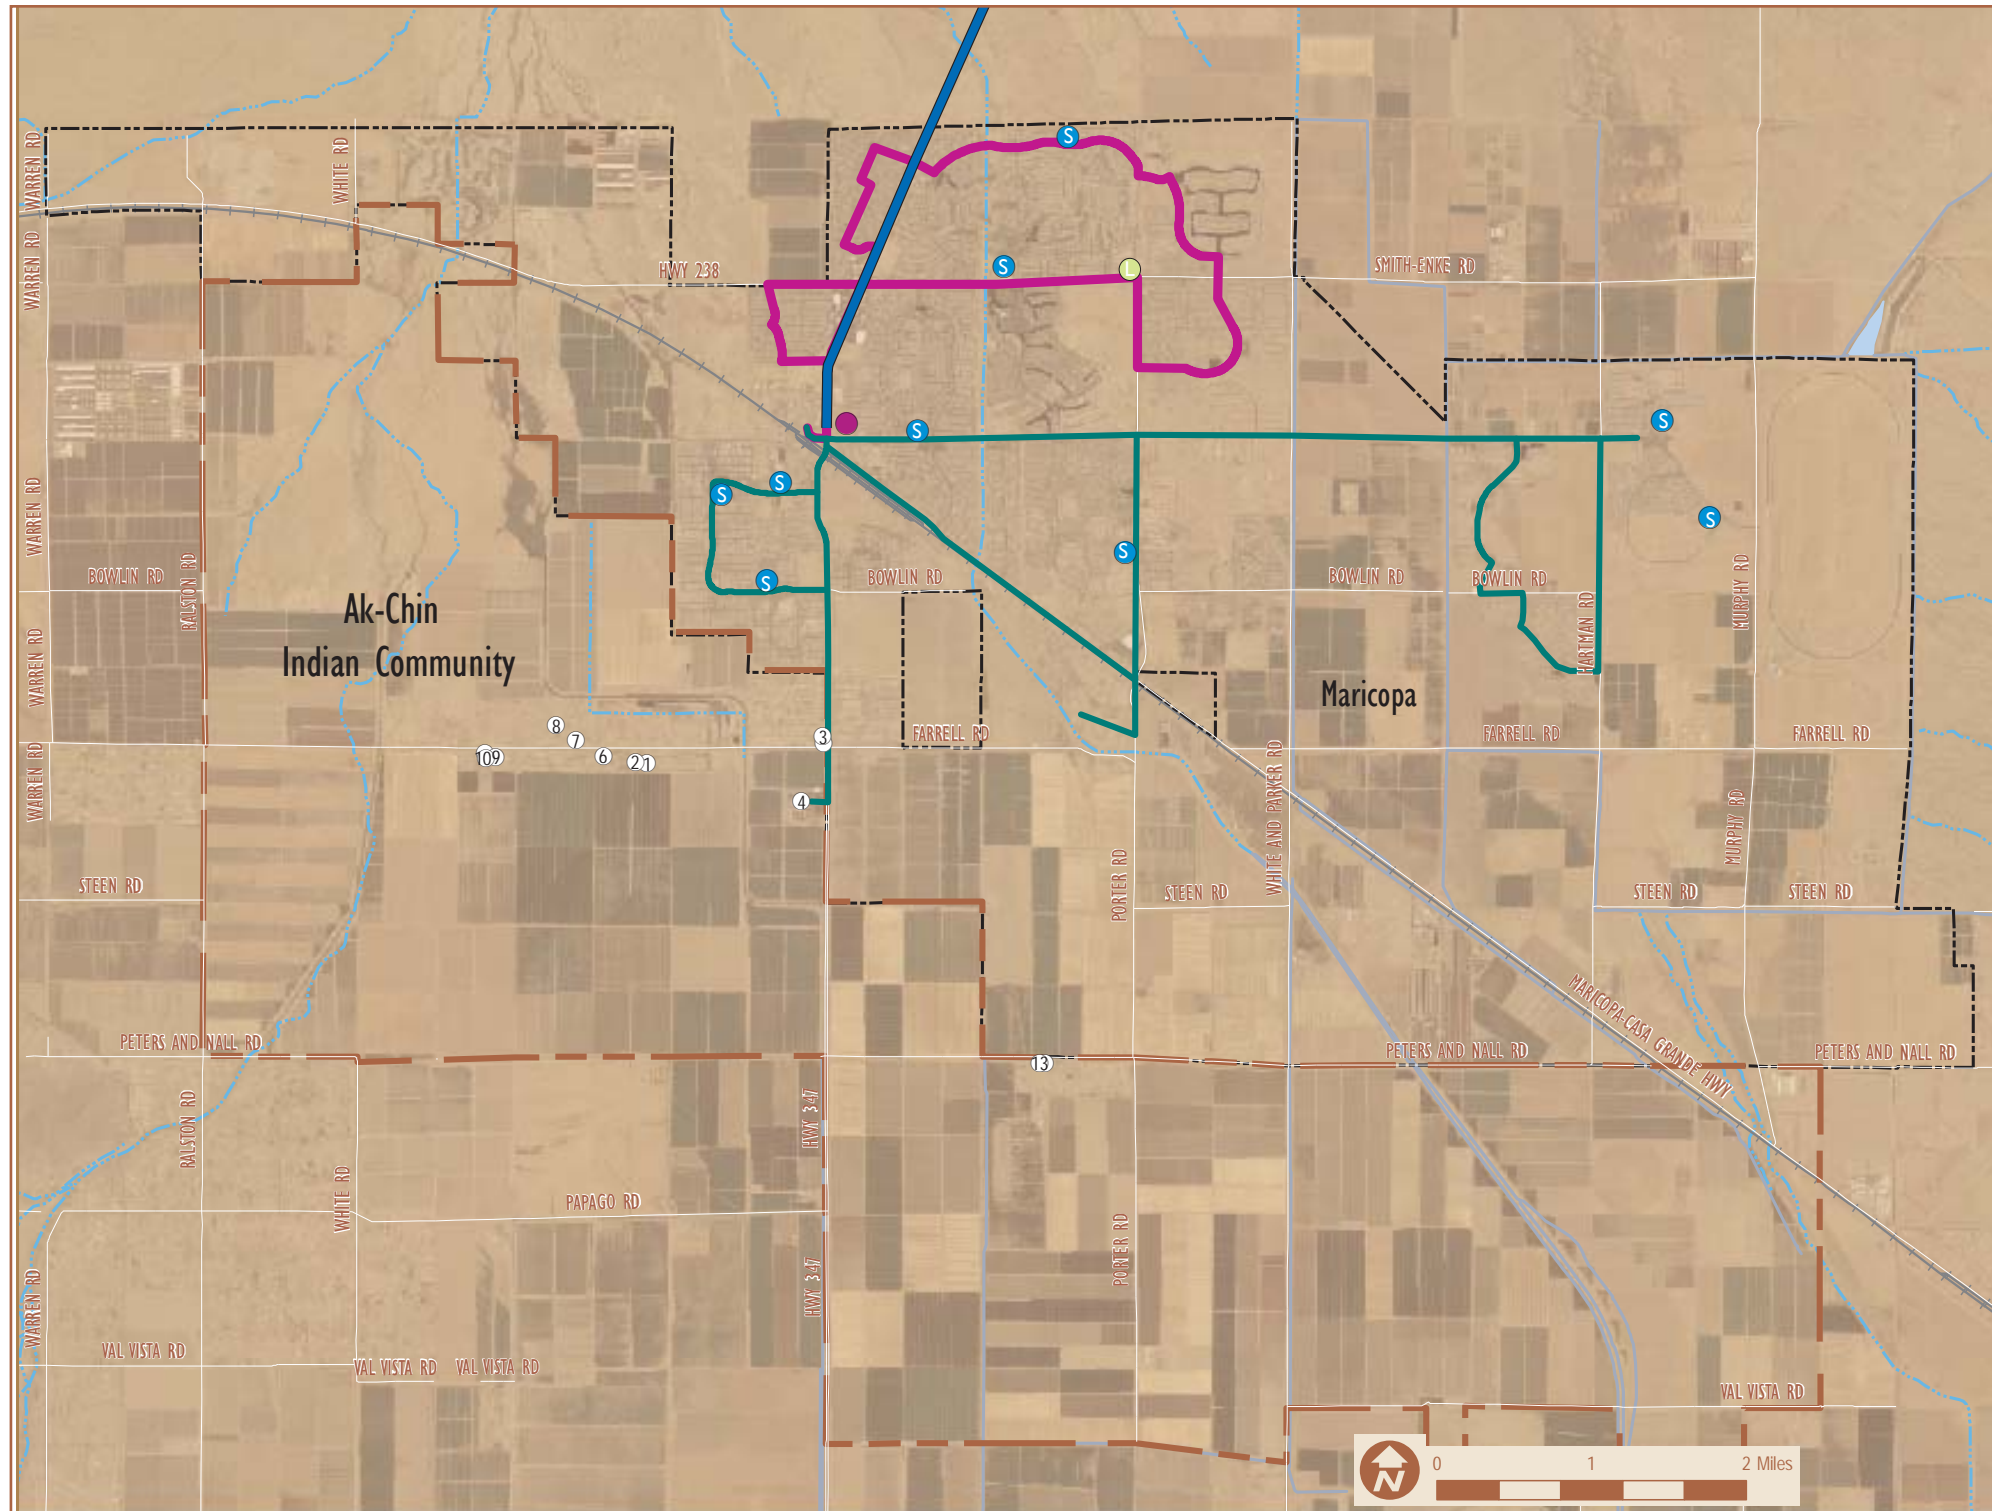 S
WARREN RD
WHITE RD
S
L
HWY 238
SMITH-ENKE RD
WARREN RD
S
S
S
S
S
WARREN RD
S
S
RALSTON RD
BOWLIN RD
BOWLIN RD
BOWLIN RD
BOWLIN RD
MURPHY RD
HARTMAN RD
Ak-Chin
Indian Community
WARREN RD
Maricopa
8
7
3
FARRELL RD
FARRELL RD
FARRELL RD
109
6
2
1
WARREN RD
4
WHITE AND PARKER RD
MURPHY RD
PORTER RD
STEEN RD
STEEN RD
STEEN RD
STEEN RD
MARICOPA-CASA GRANDE HWY
PETERS AND NALL RD
13
PETERS AND NALL RD
PETERS AND NALL RD
HWY 347
RALSTON RD
WHITE RD
PAPAGO RD
PORTER RD
HWY 347
WARREN RD
VAL VISTA RD
VAL VISTA RD
VAL VISTA RD
VAL VISTA RD
N
0 1 2 Miles